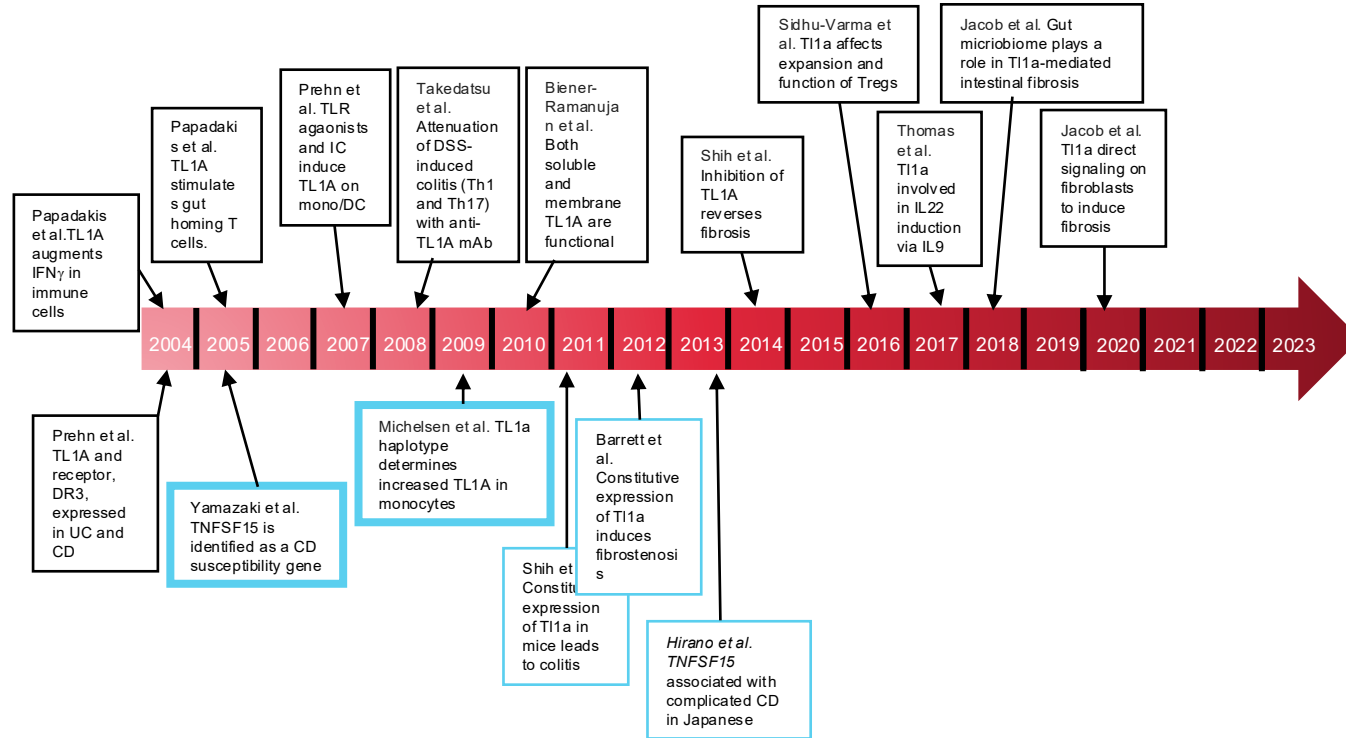 Papadakis et al.TL1A
augments
IFNγ in
immune
cells
Papadaki
s et al.
TL1A
stimulate
s gut
homing T
cells.
Prehn et
al. TLR
agaonists
and IC
induce
TL1A on
mono/DC
Takedatsu
et al.
Attenuation
of DSS-
induced
colitis (Th1
and Th17)
with anti-
TL1A mAb
Biener-
Ramanuja
n et al.
Both
soluble
and
membrane
TL1A are
functional
Shih et al.
Inhibition of
TL1A
reverses
fibrosis
Sidhu-Varma et
al. Tl1a affects
expansion and
function of Tregs
Thomas et
al. Tl1a
involved
in IL22
induction
via IL9
Jacob et al. Gut
micriobiome plays a
role in Tl1a-mediated
intestinal fibrosis
Jacob et al.
Tl1a direct
signaling on
fibroblasts
to induce
fibrosis
2004 2005 2006 2007 2008 2009 2010 2011 2012 2013 2014 2015 2016 2017 2018 2019 2020 2021 2022 2023
Prehn et al.
TL1A and
receptor,
DR3,
expressed
in UC and
CD
Yamazaki et al.
TNFSF15 is
identified as a CD
susceptibility gene
Michelsen et al. TL1a
haplotype
determines
increased TL1A in
monocytes
Shih et
expression
of Tl1a in
mice leads
to colitis
Barrett et
al.
Constitutive
expression
of Tl1a
induces
fibrostenosi
s
Hirano et al.
TNFSF15
associated with
complicated CD
in Japanese